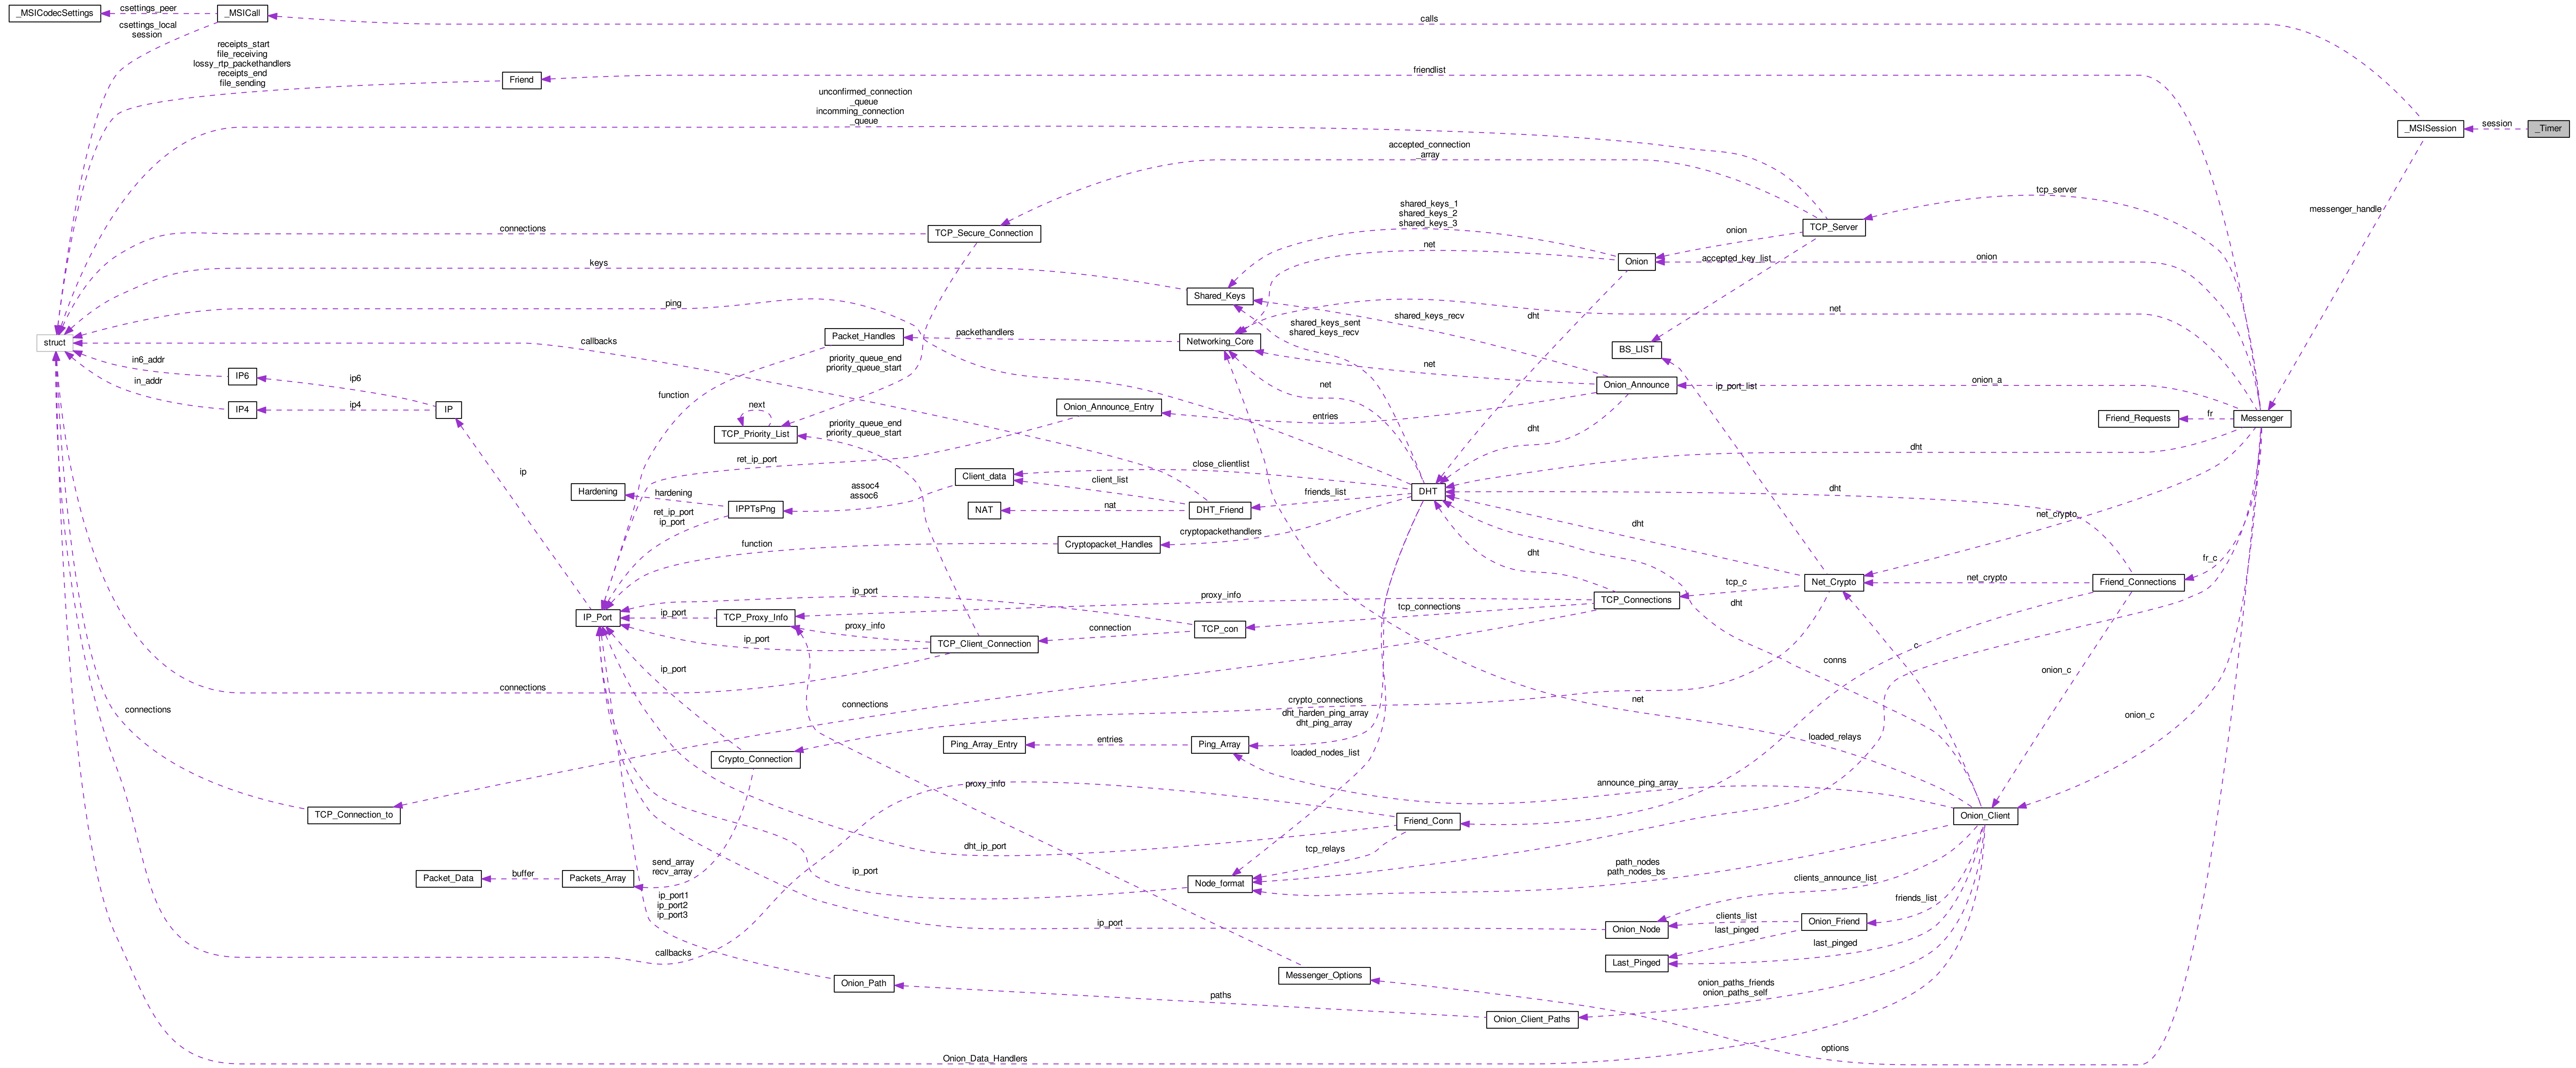 _MSICodecSettings
csettings_peer
_MSICall
calls
csettings_local
session
receipts_start
file_receiving
lossy_rtp_packethandlers
receipts_end
file_sending
Friend
friendlist
unconfirmed_connection
_queue
incomming_connection
_queue
_MSISession
session
_Timer
accepted_connection
_array
tcp_server
messenger_handle
shared_keys_1
shared_keys_2
shared_keys_3
connections
TCP_Secure_Connection
TCP_Server
onion
net
Onion
accepted_key_list
onion
keys
Shared_Keys
ping
net
dht
shared_keys_sent
shared_keys_recv
shared_keys_recv
struct
callbacks
Packet_Handles
packethandlers
Networking_Core
BS_LIST
in6_addr
IP6
ip6
priority_queue_end
priority_queue_start
net
in_addr
IP4
ip4
IP
function
next
net
Onion_Announce
ip_port_list
onion_a
Onion_Announce_Entry
entries
Friend_Requests
fr
Messenger
TCP_Priority_List
priority_queue_end
priority_queue_start
dht
dht
ip
ret_ip_port
Client_data
close_clientlist
Hardening
hardening
assoc4
assoc6
client_list
friends_list
DHT
dht
ret_ip_port
ip_port
IPPTsPng
NAT
nat
DHT_Friend
net_crypto
dht
function
Cryptopacket_Handles
cryptopackethandlers
dht
fr_c
tcp_c
Net_Crypto
net_crypto
Friend_Connections
ip_port
proxy_info
TCP_Connections
dht
IP_Port
ip_port
TCP_Proxy_Info
proxy_info
connection
TCP_con
tcp_connections
ip_port
TCP_Client_Connection
ip_port
conns
c
onion_c
connections
connections
connections
crypto_connections
dht_harden_ping_array
dht_ping_array
net
onion_c
Ping_Array_Entry
entries
Ping_Array
loaded_nodes_list
loaded_relays
Crypto_Connection
proxy_info
announce_ping_array
TCP_Connection_to
Friend_Conn
Onion_Client
dht_ip_port
tcp_relays
send_array
recv_array
ip_port
path_nodes
path_nodes_bs
Packet_Data
buffer
Packets_Array
Node_format
clients_announce_list
ip_port1
ip_port2
ip_port3
friends_list
ip_port
Onion_Node
clients_list
last_pinged
Onion_Friend
callbacks
last_pinged
Last_Pinged
Messenger_Options
Onion_Path
paths
onion_paths_friends
onion_paths_self
Onion_Client_Paths
Onion_Data_Handlers
options